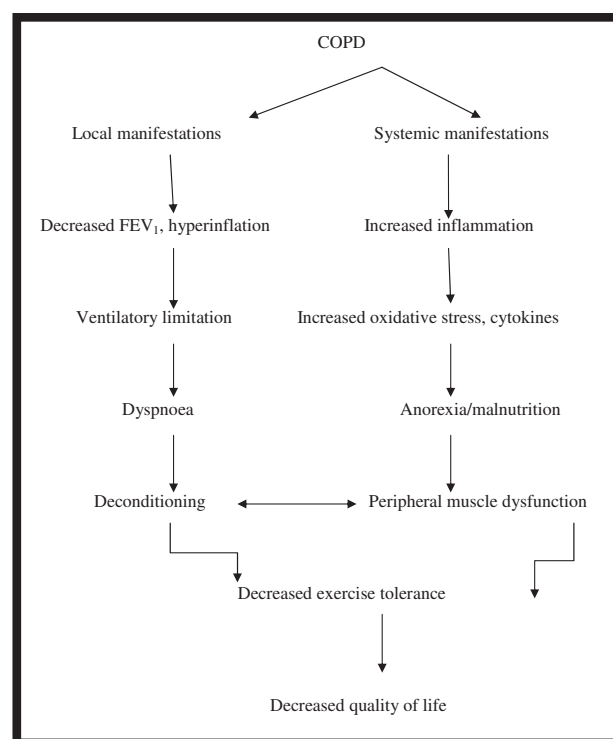 COPD
Local manifestations
Systemic manifestations
Decreased FEV₁, hyperinflation
Increased inflammation
Ventilatory limitation
Increased oxidative stress, cytokines
Dyspnoea
Anorexia/malnutrition
Deconditioning
Peripheral muscle dysfunction
Decreased exercise tolerance
Decreased quality of life